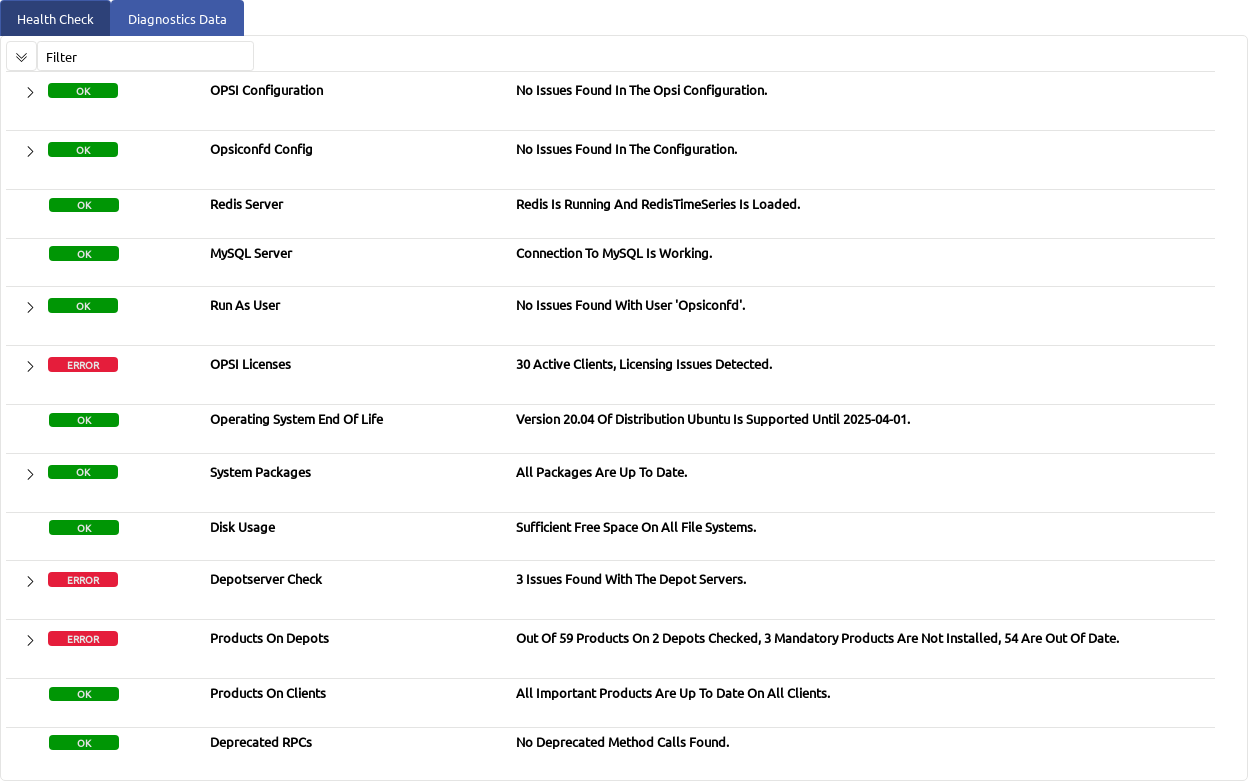 Health Check Diagnostics Data
Filter
OK OPSI Configuration No Issues Found In The Opsi Configuration.
OK Opsiconfd Config No Issues Found In The Configuration.
OK Redis Server Redis Is Running And RedisTimeSeries Is Loaded.
OK MySQL Server Connection To MySQL Is Working.
OK Run As User No Issues Found With User 'Opsiconfd'.
ERROR OPSI Licenses 30 Active Clients, Licensing Issues Detected.
OK Operating System End Of Life Version 20.04 Of Distribution Ubuntu Is Supported Until 2025-04-01.
OK System Packages All Packages Are Up To Date.
OK Disk Usage Sufficient Free Space On All File Systems.
ERROR Depotserver Check 3 Issues Found With The Depot Servers.
ERROR Products On Depots Out Of 59 Products On 2 Depots Checked, 3 Mandatory Products Are Not Installed, 54 Are Out Of Date.
OK Products On Clients All Important Products Are Up To Date On All Clients.
OK Deprecated RPCs No Deprecated Method Calls Found.